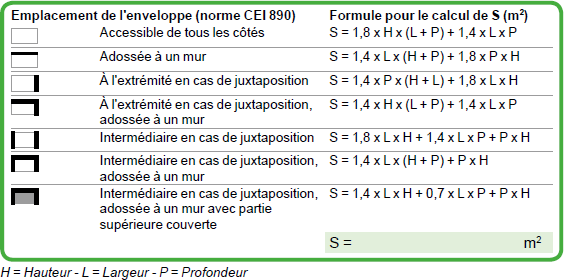 Emplacement de l'enveloppe (norme CEI 890) Formule pour le calcul de S (m²)
Accessible de tous les côtés S = 1,8 x H x (L + P) + 1,4 x L x P
Adossée à un mur S = 1,4 x L x (H + P) + 1,8 x P x H
À l'extrémité en cas de juxtaposition S = 1,4 x P x (H + L) + 1,8 x L x H
À l'extrémité en cas de juxtaposition, S = 1,4 x H x (L + P) + 1,4 x L x P
adossée à un mur
Intermédiaire en cas de juxtaposition S = 1,8 x L x H + 1,4 x L x P + P x H
Intermédiaire en cas de juxtaposition, S = 1,4 x L x (H + P) + P x H
adossée à un mur
Intermédiaire en cas de juxtaposition, S = 1,4 x L x H + 0,7 x L x P + P x H
adossée à un mur avec partie
supérieure couverte
S = m²
H = Hauteur - L = Largeur - P = Profondeur